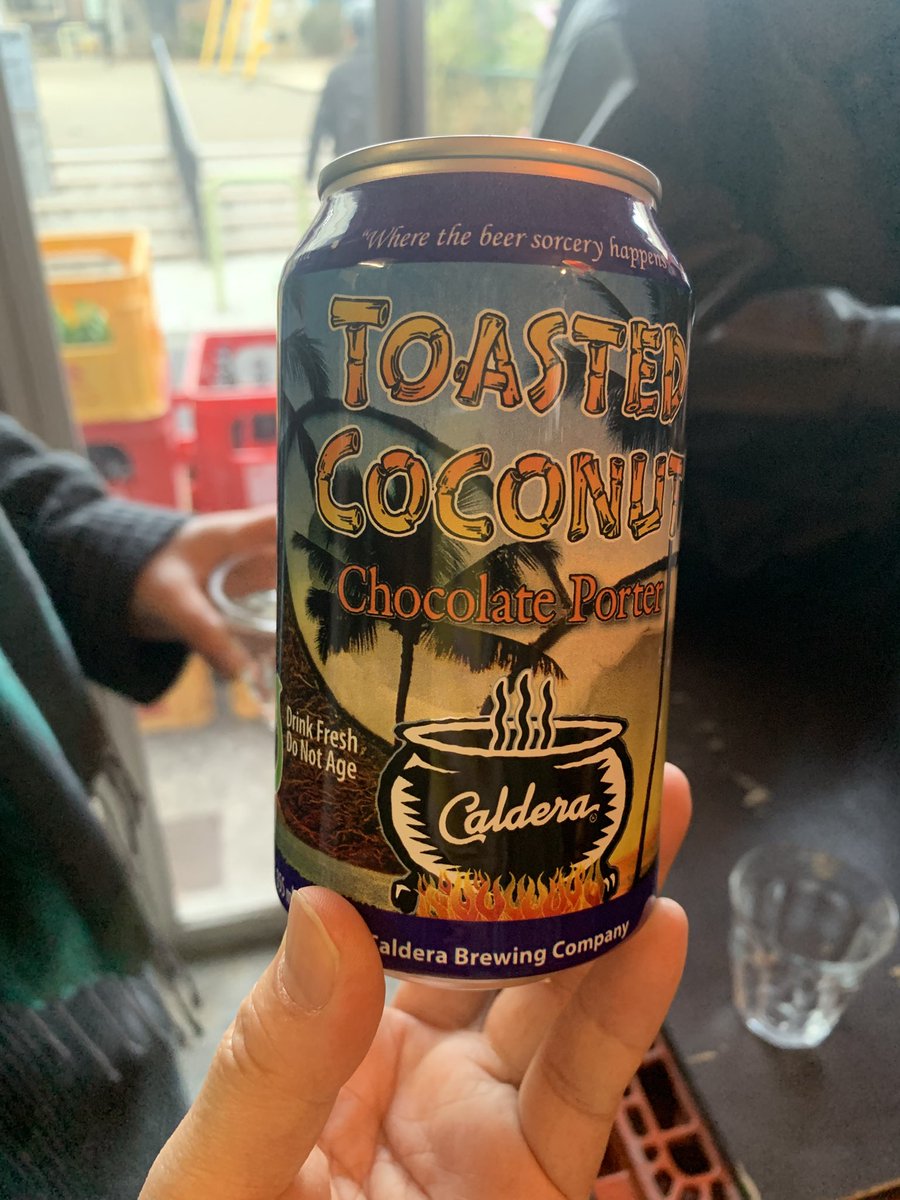 "Where the beer sorcery happens"
TOASTED
COCONUT
Chocolate Porter
Drink Fresh
Do Not Age
Caldera
Caldera Brewing Company